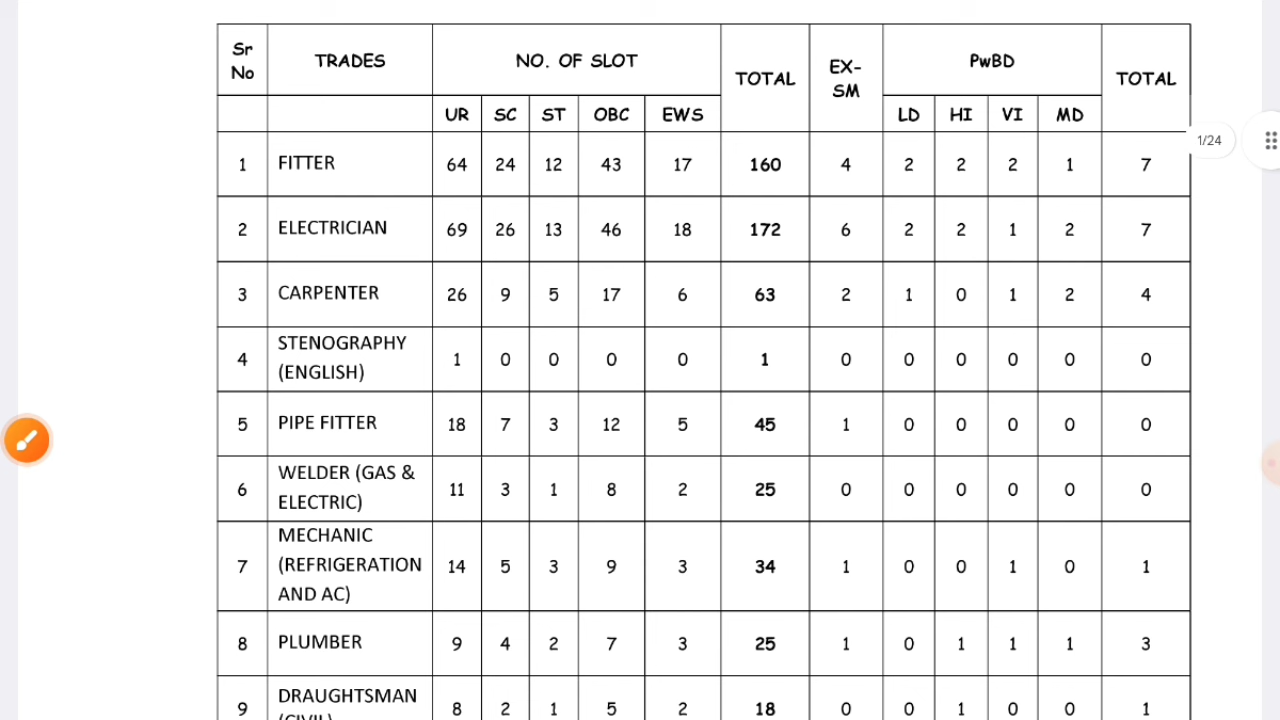 Sr No TRADES NO. OF SLOT TOTAL EX-SM PwBD TOTAL
UR SC ST OBC EWS LD HI VI MD
1/24
1 FITTER 64 24 12 43 17 160 4 2 2 2 1 7
2 ELECTRICIAN 69 26 13 46 18 172 6 2 2 1 2 7
3 CARPENTER 26 9 5 17 6 63 2 1 0 1 2 4
4 STENOGRAPHY (ENGLISH) 1 0 0 0 0 1 0 0 0 0 0 0
5 PIPE FITTER 18 7 3 12 5 45 1 0 0 0 0 0
6 WELDER (GAS & ELECTRIC) 11 3 1 8 2 25 0 0 0 0 0 0
7 MECHANIC (REFRIGERATION AND AC) 14 5 3 9 3 34 1 0 0 1 0 1
8 PLUMBER 9 4 2 7 3 25 1 0 1 1 1 3
9 DRAUGHTSMAN (CIVIL) 8 2 1 5 2 18 0 0 1 0 0 1